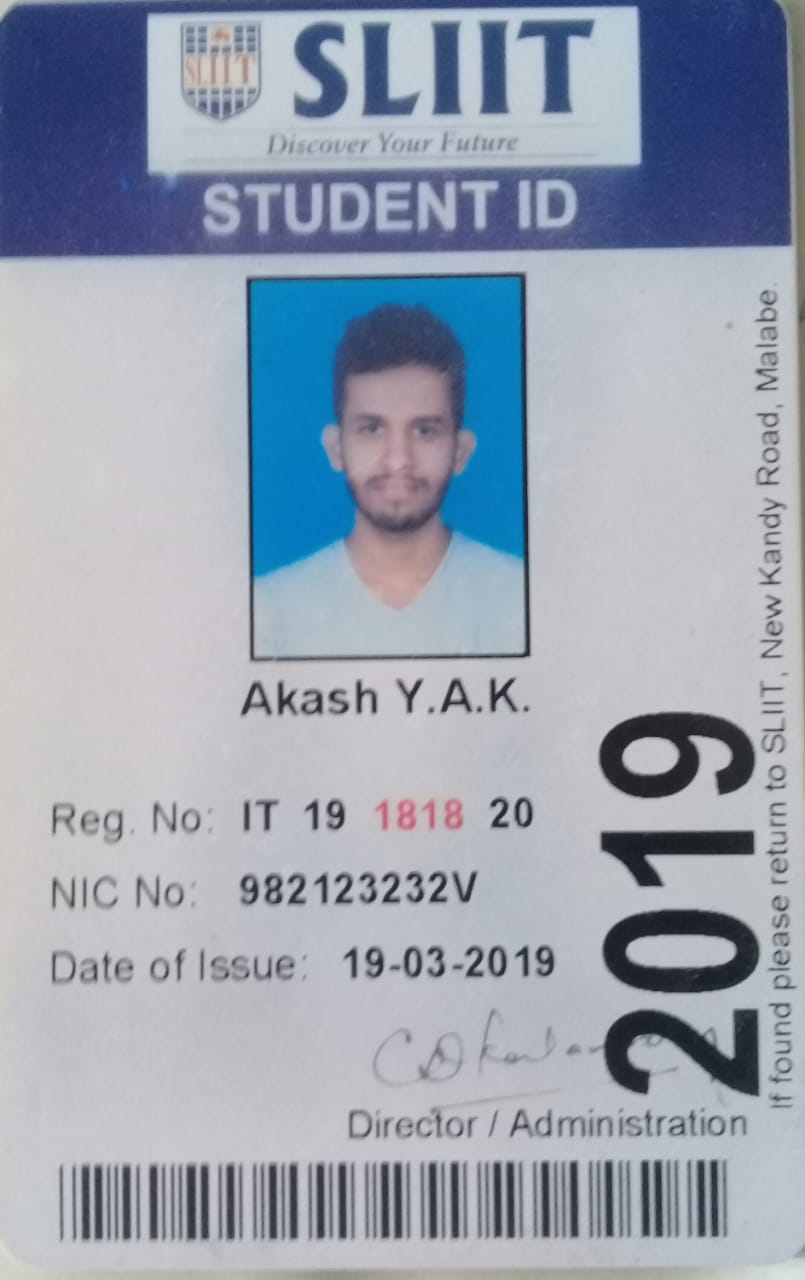 SLIIT
SLIIT
Discover Your Future
STUDENT ID
Akash Y.A.K.
Reg. No: IT 19 1818 20
NIC No: 982123232V
Date of Issue: 19-03-2019
Director / Administration
2019
If found please return to SLIIT, New Kandy Road, Malabe.